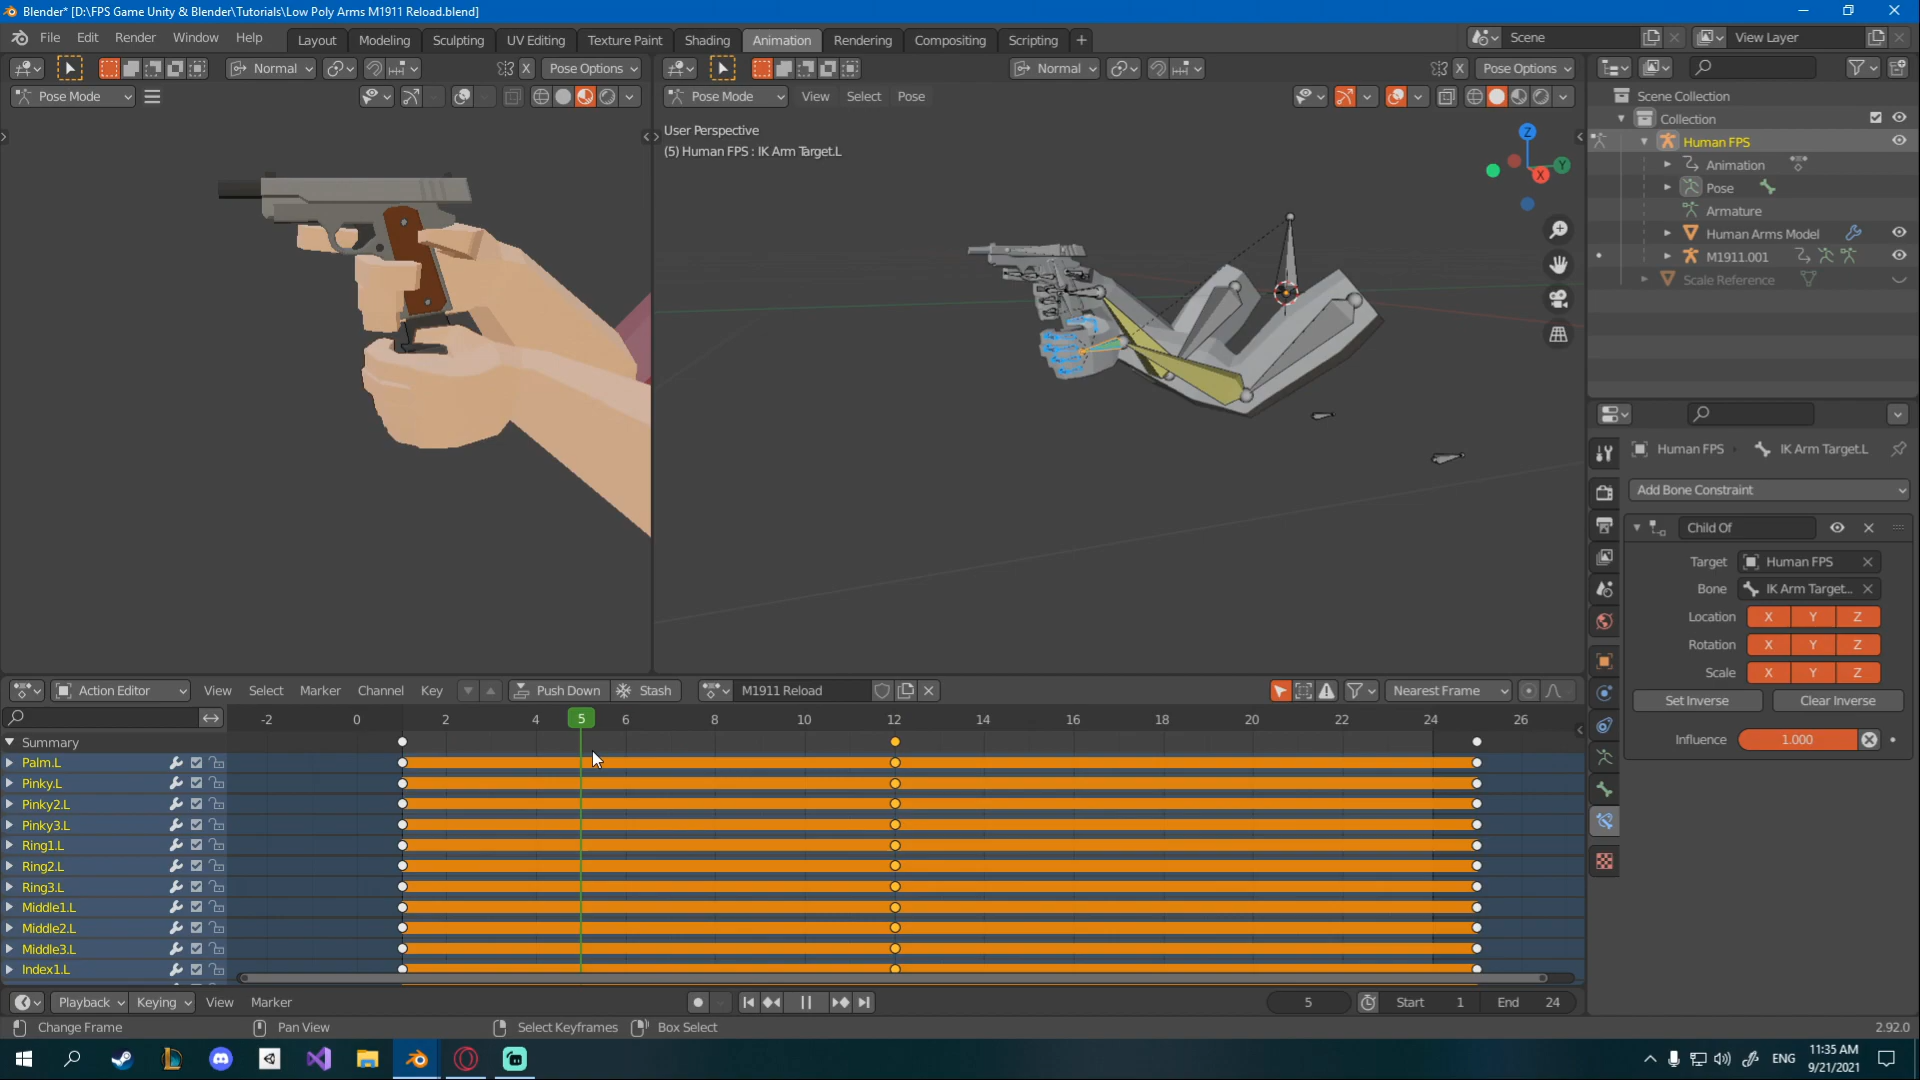 Blender* [D:\FPS Game Unity & Blender\Tutorials\Low Poly Arms M1911 Reload.blend]
File Edit Render Window Help Layout Modeling Sculpting UV Editing Texture Paint Shading Animation Rendering Compositing Scripting + Scene View Layer
Normal X Pose Options Normal X Pose Options
Pose Mode Pose Mode View Select Pose
Scene Collection
Collection
Human FPS
Animation
Pose
Armature
Human Arms Model
M1911.001
Scale Reference
User Perspective
(5) Human FPS : IK Arm Target.L
Z
Y
X
Human FPS IK Arm Target.L
Add Bone Constraint
Child Of
Target Human FPS
Bone IK Arm Target...
Location X Y Z
Rotation X Y Z
Scale X Y Z
Set Inverse Clear Inverse
Influence 1.000
Action Editor View Select Marker Channel Key Push Down Stash M1911 Reload Nearest Frame
-2 0 2 4 5 6 8 10 12 14 16 18 20 22 24 26
Summary
Palm.L
Pinky.L
Pinky2.L
Pinky3.L
Ring1.L
Ring2.L
Ring3.L
Middle1.L
Middle2.L
Middle3.L
Index1.L
Playback Keying View Marker 5 Start 1 End 24
Change Frame Pan View Select Keyframes Box Select 2.92.0
ENG 11:35 AM
9/21/2021